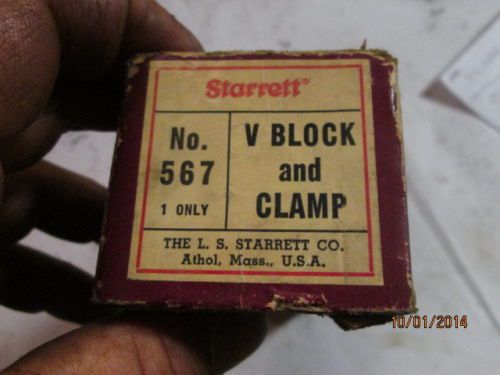 Starrett®
No.
567
1 ONLY
V BLOCK
and
CLAMP
THE L. S. STARRETT CO.
Athol, Mass., U.S.A.
10/01/2014